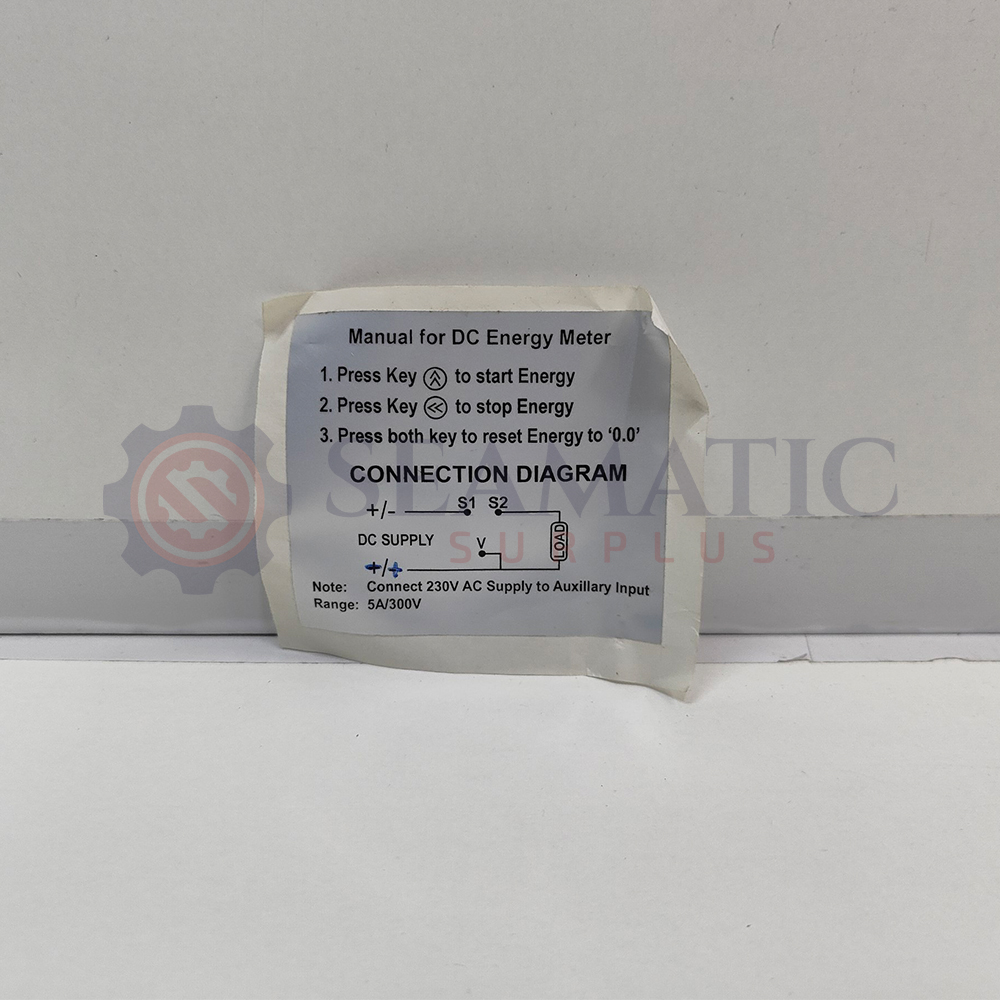 Manual for DC Energy Meter
1. Press Key to start Energy
2. Press Key to stop Energy
3. Press both key to reset Energy to ‘0.0’
CONNECTION DIAGRAM
+/- S1 S2
DC SUPPLY V LOAD
+/+
Note: Connect 230V AC Supply to Auxillary Input
Range: 5A/300V
SEAMATIC
SURPLUS